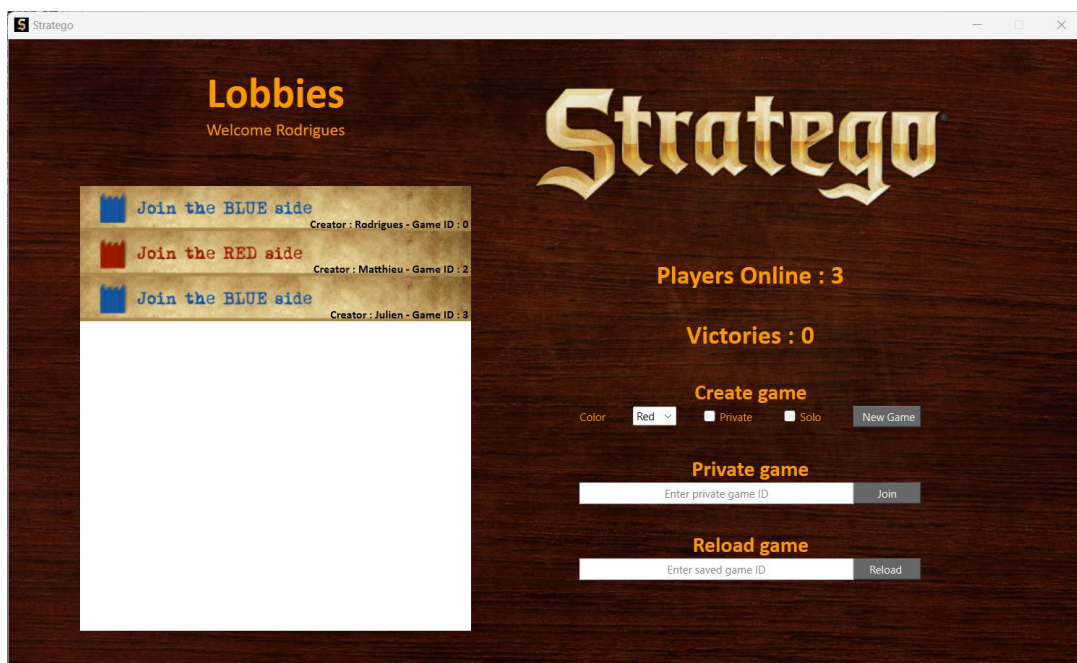 Stratego
Lobbies
Welcome Rodrigues
Join the BLUE side
Creator : Rodrigues - Game ID : 0
Join the RED side
Creator : Matthieu - Game ID : 2
Join the BLUE side
Creator : Julien - Game ID : 3
Stratego®
Players Online : 3
Victories : 0
Create game
Color Red Private Solo New Game
Private game
Enter private game ID Join
Reload game
Enter saved game ID Reload